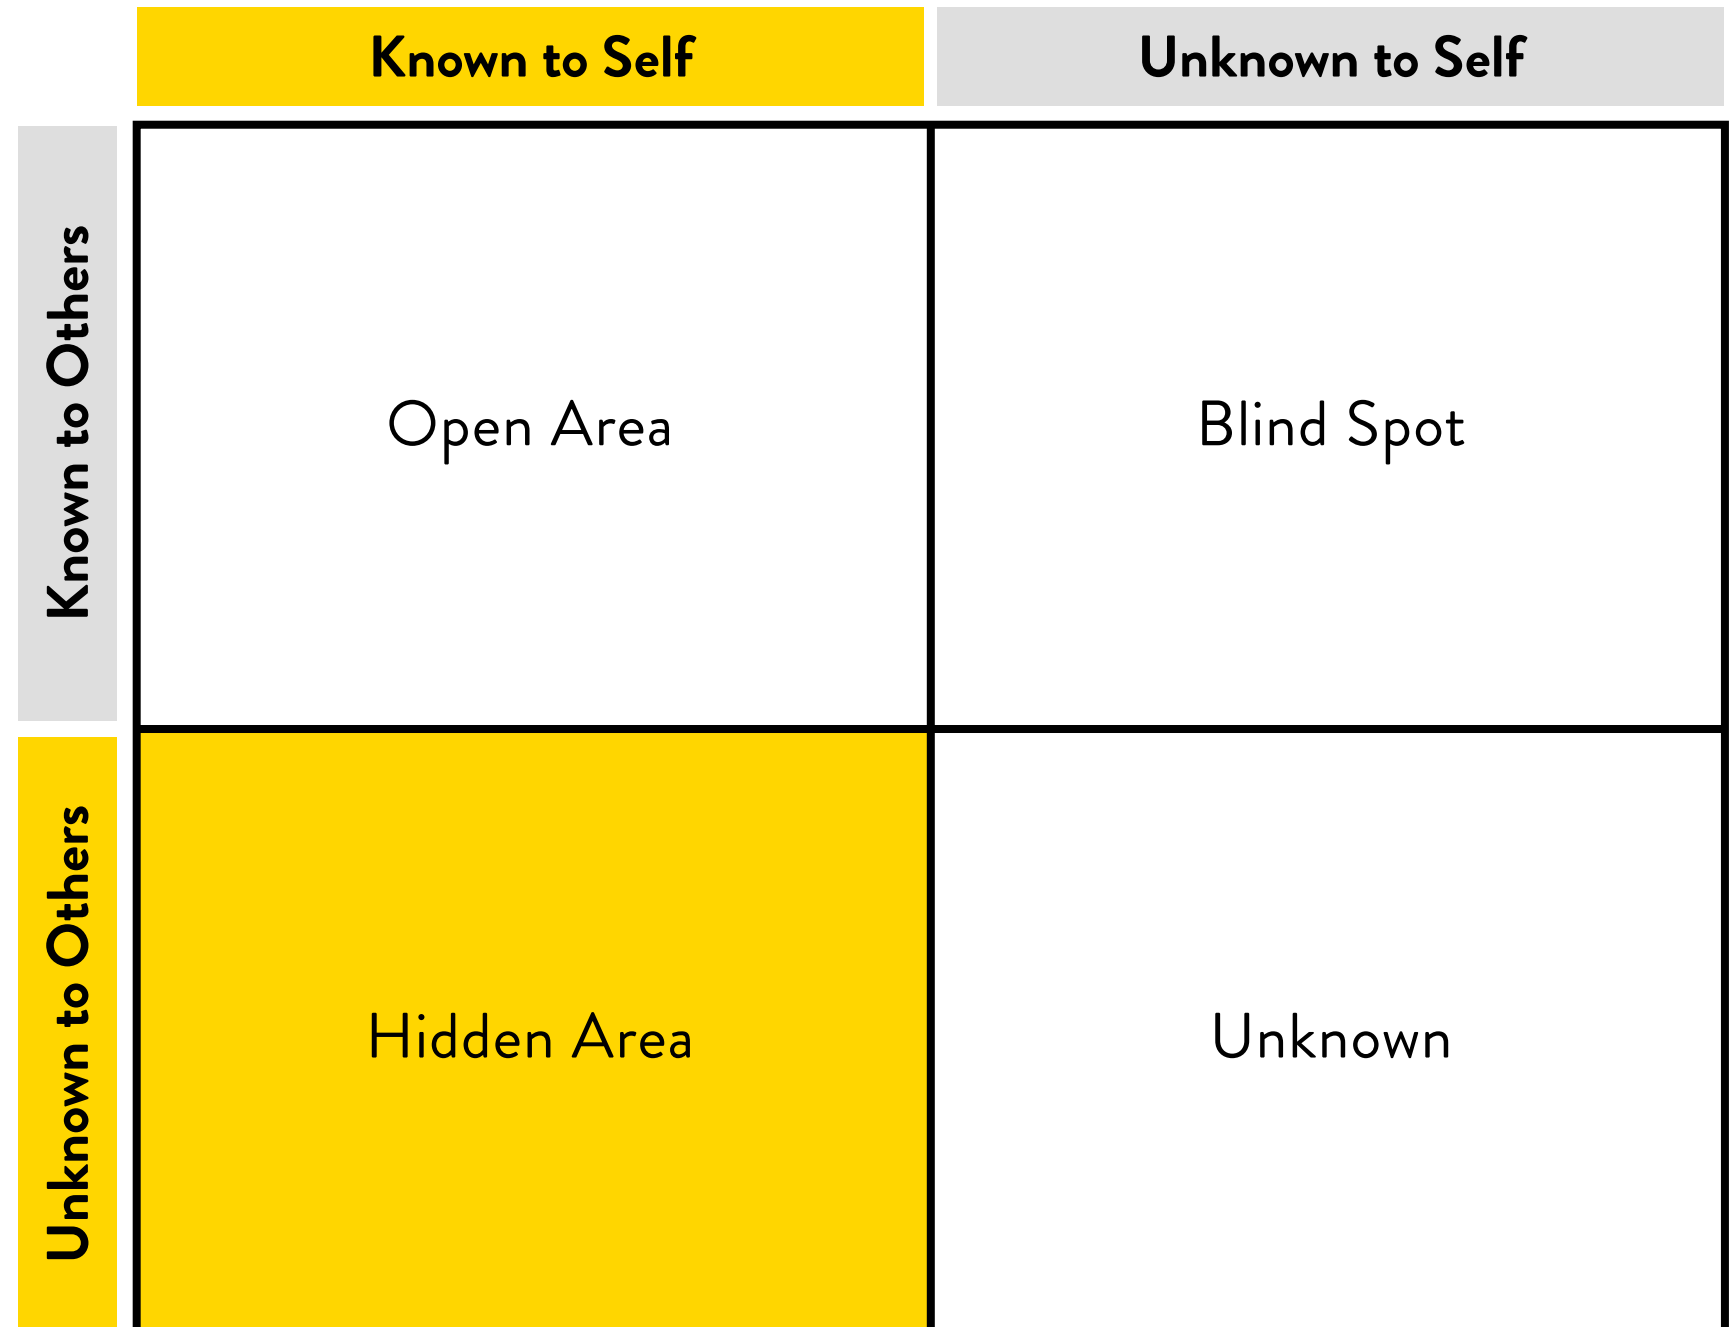 Known to Self
Unknown to Self
Known to Others
Open Area
Blind Spot
Unknown to Others
Hidden Area
Unknown